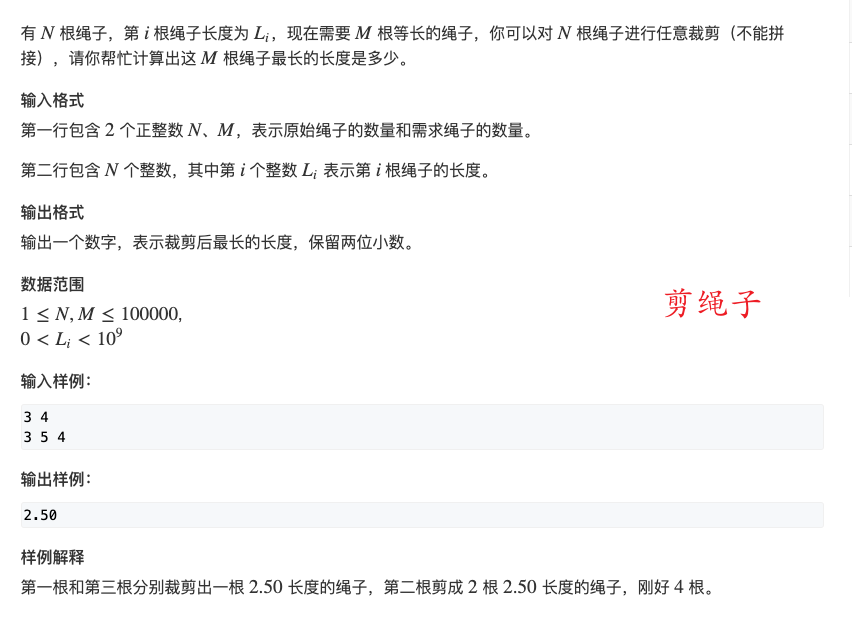 有 N 根绳子，第 i 根绳子长度为 Lᵢ，现在需要 M 根等长的绳子，你可以对 N 根绳子进行任意裁剪（不能拼
接），请你帮忙计算出这 M 根绳子最长的长度是多少。
输入格式
第一行包含 2 个正整数 N、M，表示原始绳子的数量和需求绳子的数量。
第二行包含 N 个整数，其中第 i 个整数 Lᵢ 表示第 i 根绳子的长度。
输出格式
输出一个数字，表示裁剪后最长的长度，保留两位小数。
数据范围
1 ≤ N, M ≤ 100000,
0 < Lᵢ < 10⁹
剪绳子
输入样例：
3 4
3 5 4
输出样例：
2.50
样例解释
第一根和第三根分别裁剪出一根 2.50 长度的绳子，第二根剪成 2 根 2.50 长度的绳子，刚好 4 根。